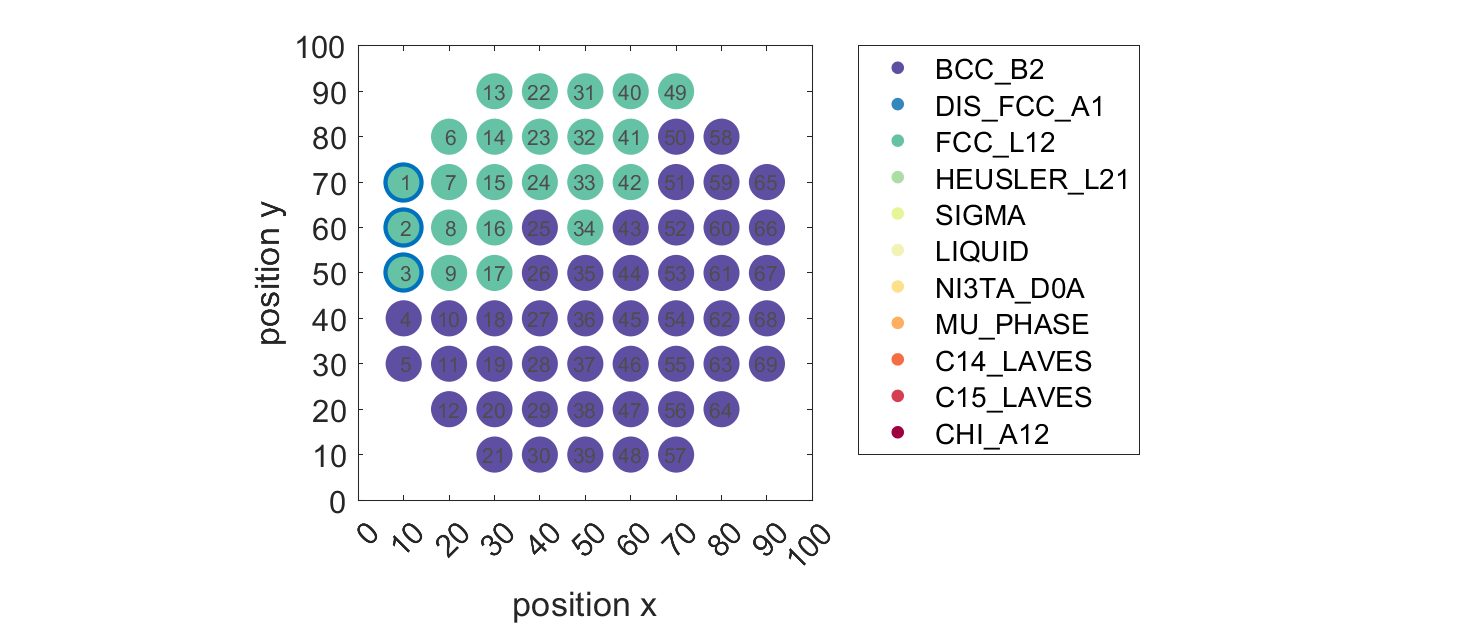 100
90
80
70
60
50
40
30
20
10
0
position y
13 22 31 40 49
6 14 23 32 41 50 58
1 7 15 24 33 42 51 59 65
2 8 16 25 34 43 52 60 66
3 9 17 26 35 44 53 61 67
4 10 18 27 36 45 54 62 68
5 11 19 28 37 46 55 63 69
12 20 29 38 47 56 64
21 30 39 48 57
0 10 20 30 40 50 60 70 80 90 100
position x
BCC_B2
DIS_FCC_A1
FCC_L12
HEUSLER_L21
SIGMA
LIQUID
NI3TA_D0A
MU_PHASE
C14_LAVES
C15_LAVES
CHI_A12